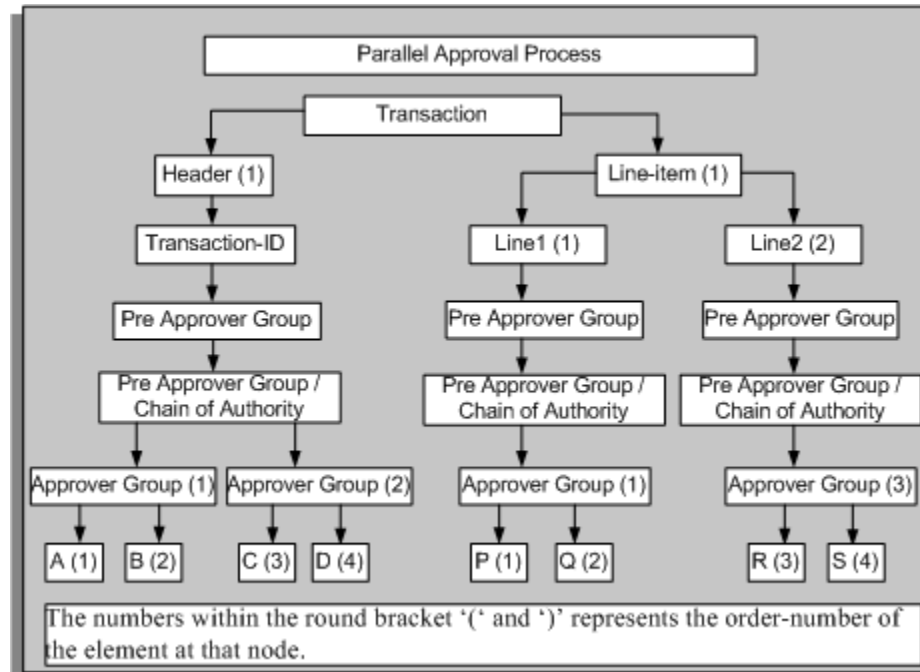 Parallel Approval Process
Transaction
Header (1)
Line-item (1)
Transaction-ID
Line1 (1)
Line2 (2)
Pre Approver Group
Pre Approver Group
Pre Approver Group
Pre Approver Group /
Chain of Authority
Pre Approver Group /
Chain of Authority
Pre Approver Group /
Chain of Authority
Approver Group (1)
Approver Group (2)
Approver Group (1)
Approver Group (3)
A (1)
B (2)
C (3)
D (4)
P (1)
Q (2)
R (3)
S (4)
The numbers within the round bracket ‘(‘ and ‘)’ represents the order-number of
the element at that node.